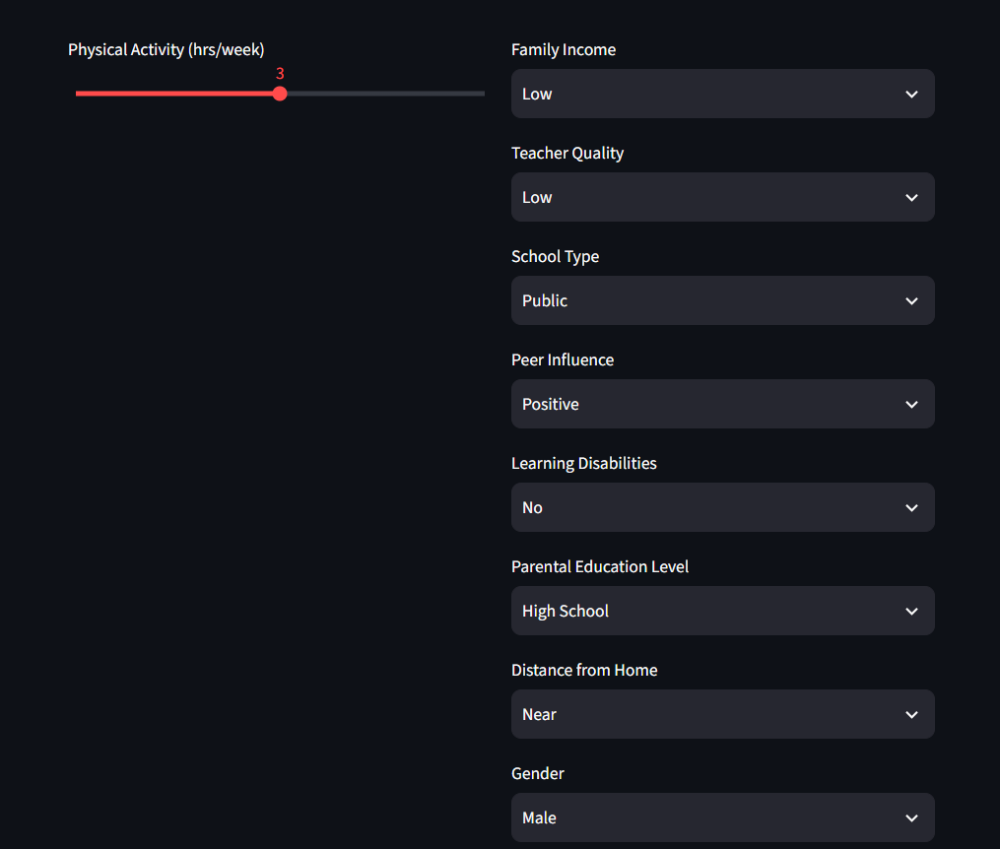 Physical Activity (hrs/week)
3
Family Income
Low
Teacher Quality
Low
School Type
Public
Peer Influence
Positive
Learning Disabilities
No
Parental Education Level
High School
Distance from Home
Near
Gender
Male